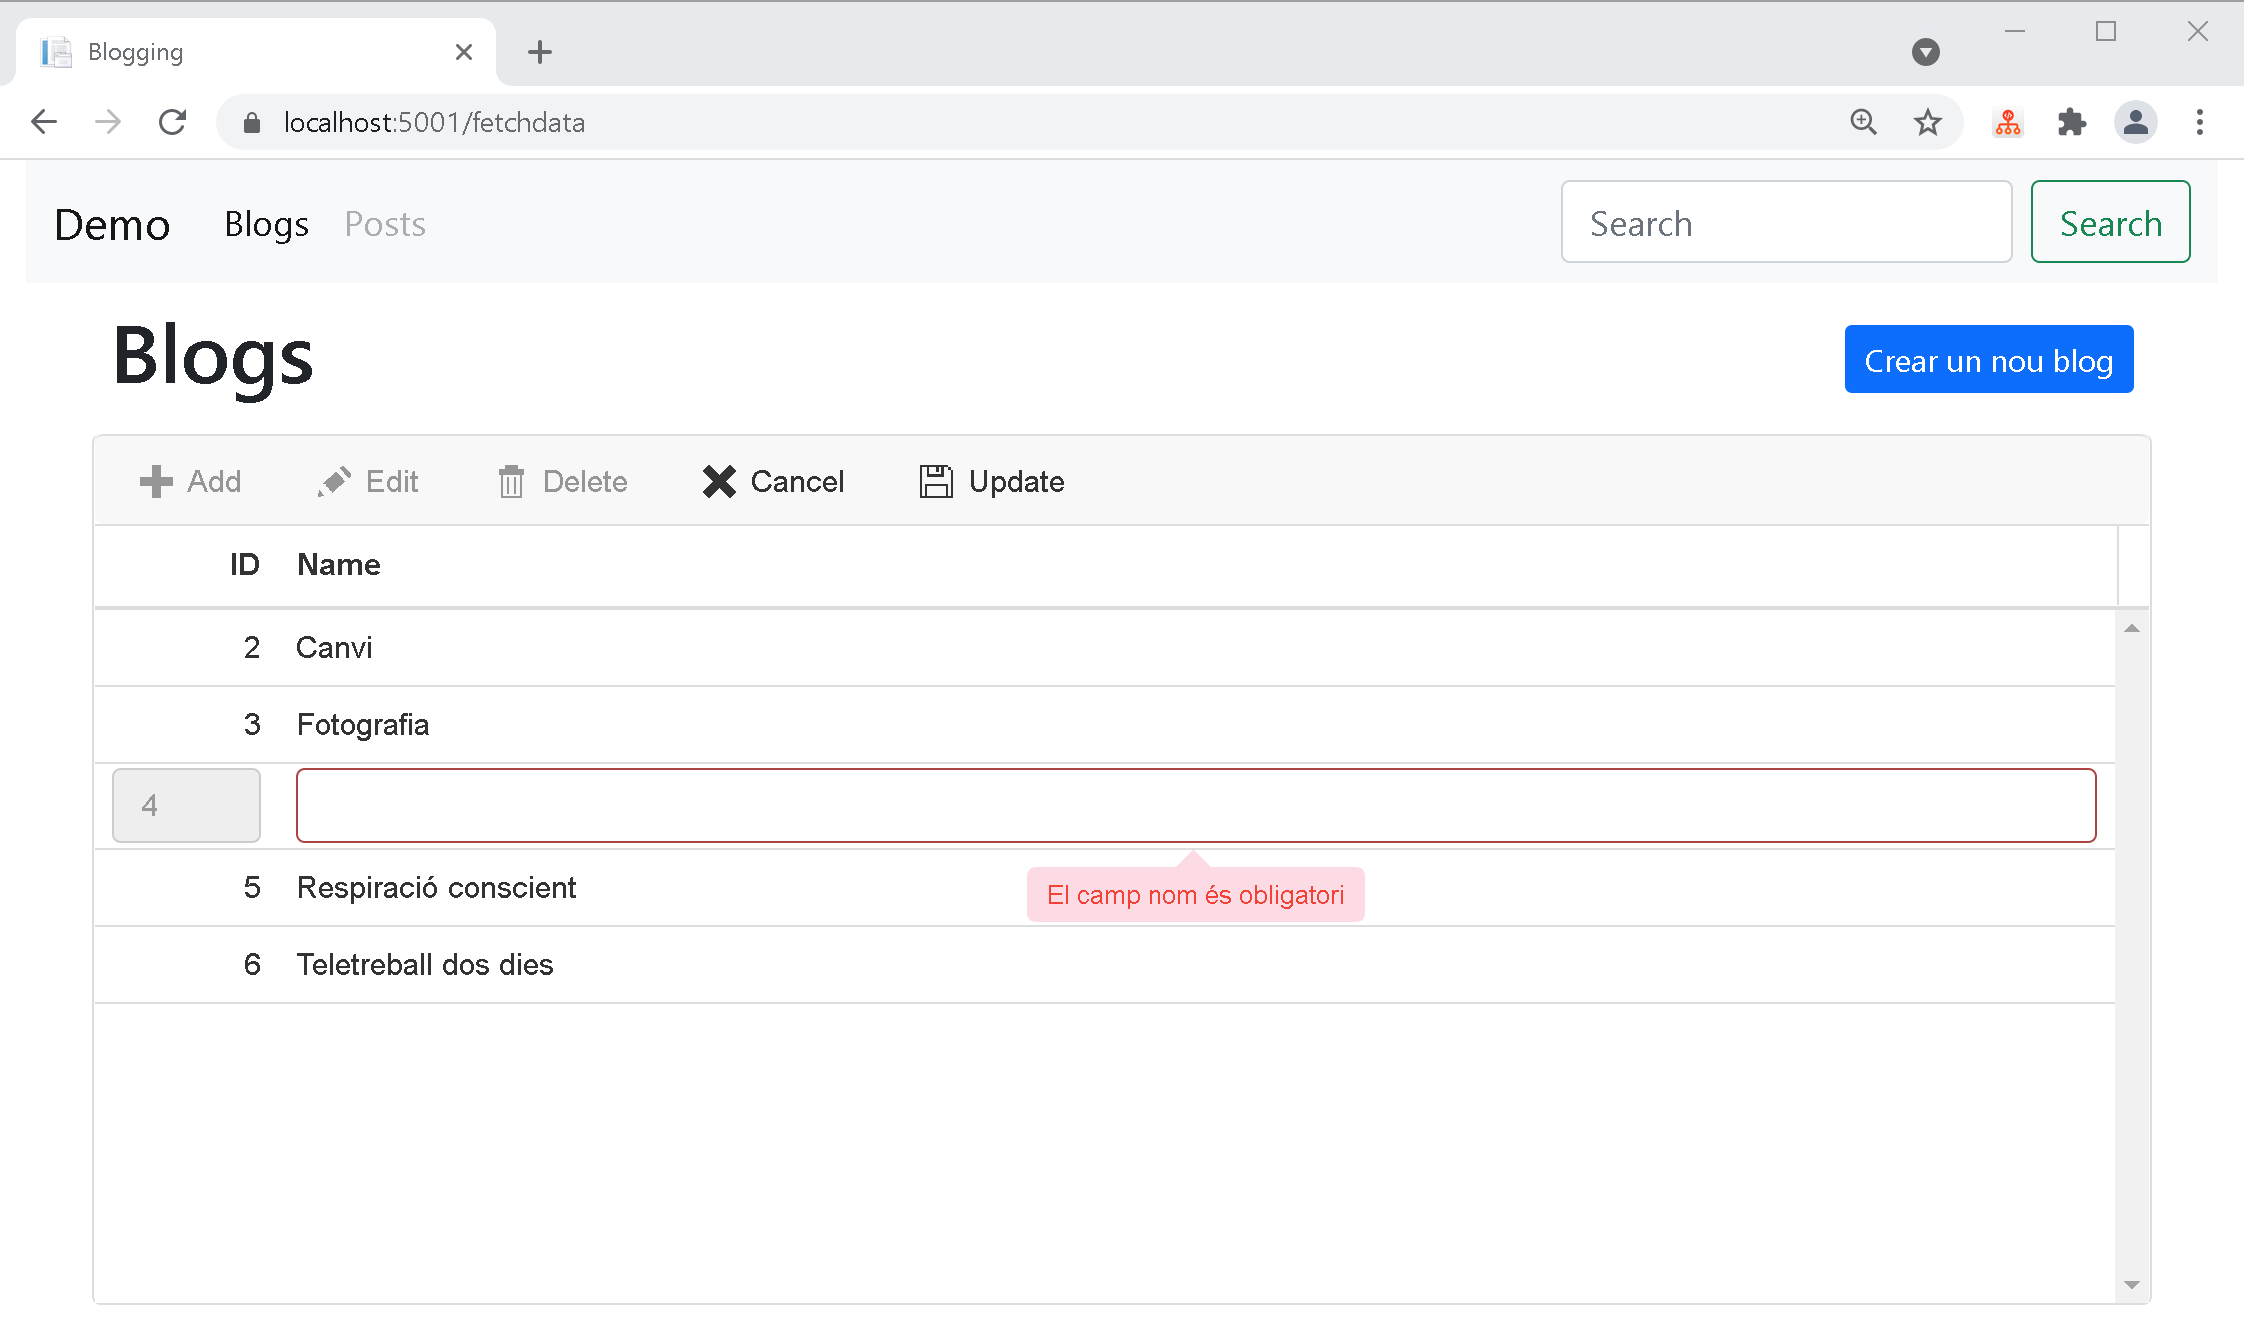 Blogging
localhost:5001/fetchdata
Demo Blogs Posts Search Search
Blogs Crear un nou blog
Add Edit Delete Cancel Update
ID Name
2 Canvi
3 Fotografia
4
El camp nom és obligatori
5 Respiració conscient
6 Teletreball dos dies